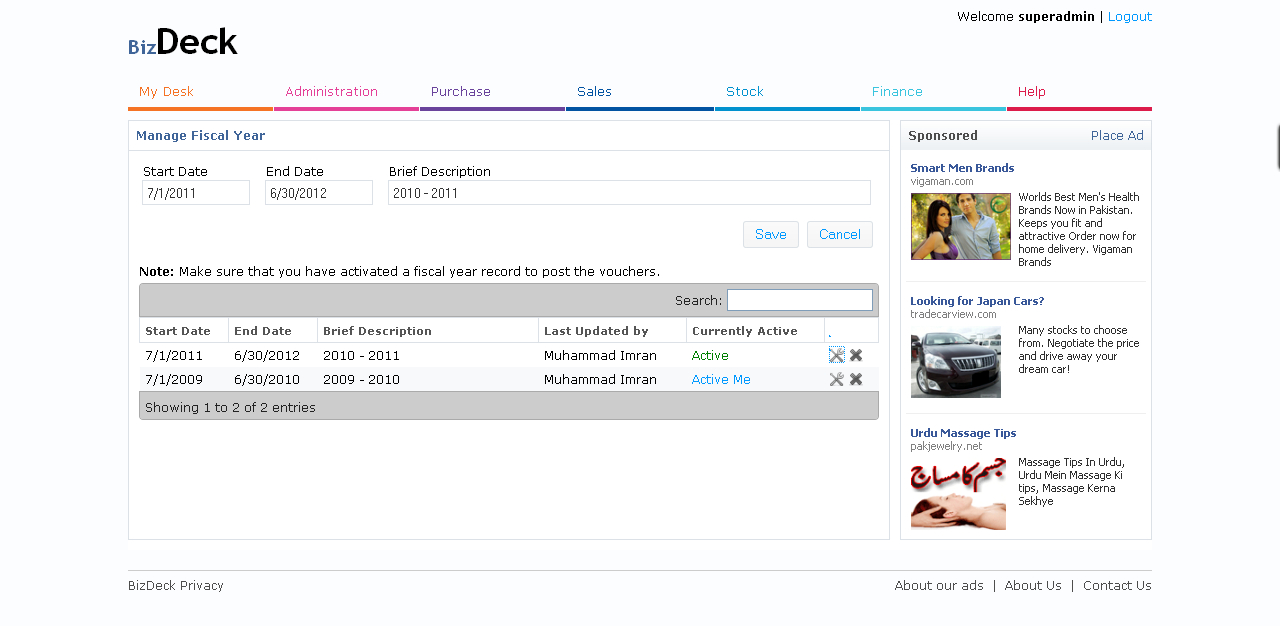 Welcome superadmin | Logout
BizDeck
My Desk Administration Purchase Sales Stock Finance Help
Manage Fiscal Year
Start Date End Date Brief Description
7/1/2011 6/30/2012 2010 - 2011
Save Cancel
Note: Make sure that you have activated a fiscal year record to post the vouchers.
Search:
Start Date End Date Brief Description Last Updated by Currently Active
7/1/2011 6/30/2012 2010 - 2011 Muhammad Imran Active
7/1/2009 6/30/2010 2009 - 2010 Muhammad Imran Active Me
Showing 1 to 2 of 2 entries
Sponsored Place Ad
Smart Men Brands
vigaman.com
Worlds Best Men's Health
Brands Now in Pakistan.
Keeps you fit and
attractive Order now for
home delivery. Vigaman
Brands
Looking for Japan Cars?
tradecarview.com
Many stocks to choose
from. Negotiate the price
and drive away your
dream car!
Urdu Massage Tips
pakjewelry.net
جسم کا مساج
Massage Tips In Urdu,
Urdu Mein Massage Ki
tips, Massage Kerna
Sekhye
BizDeck Privacy
About our ads | About Us | Contact Us